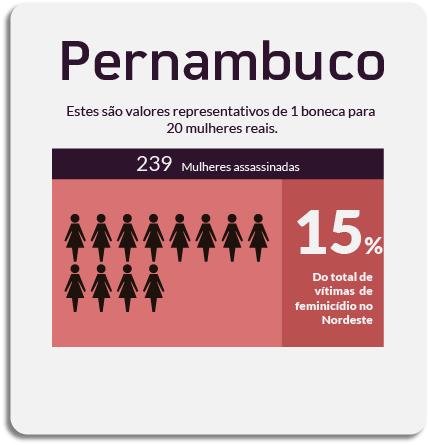 Pernambuco
Estes são valores representativos de 1 boneca para
20 mulheres reais.
239 Mulheres assassinadas
15%
Do total de
vítimas de
feminicídio no
Nordeste